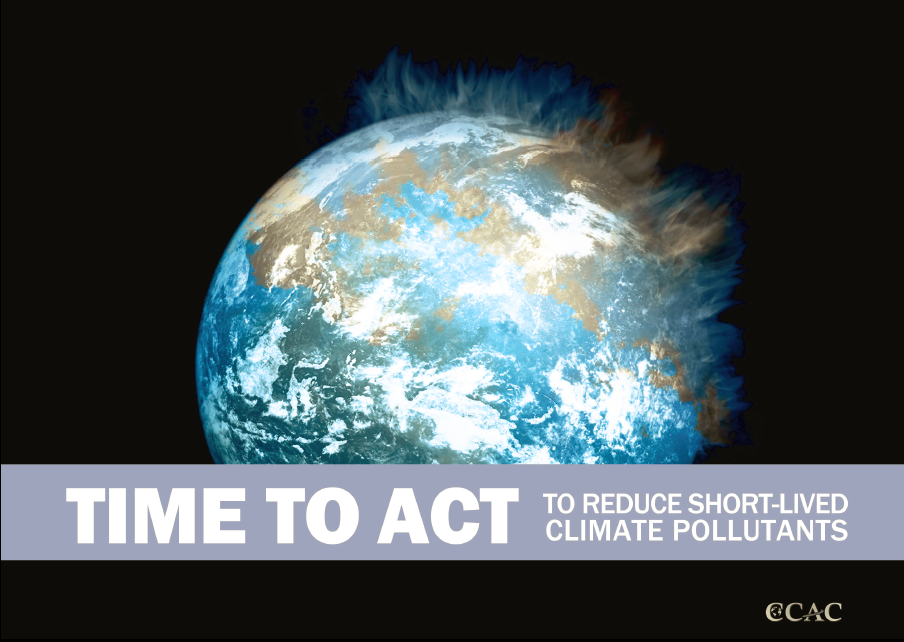 TIME TO ACT
TO REDUCE SHORT-LIVED
CLIMATE POLLUTANTS
CCAC